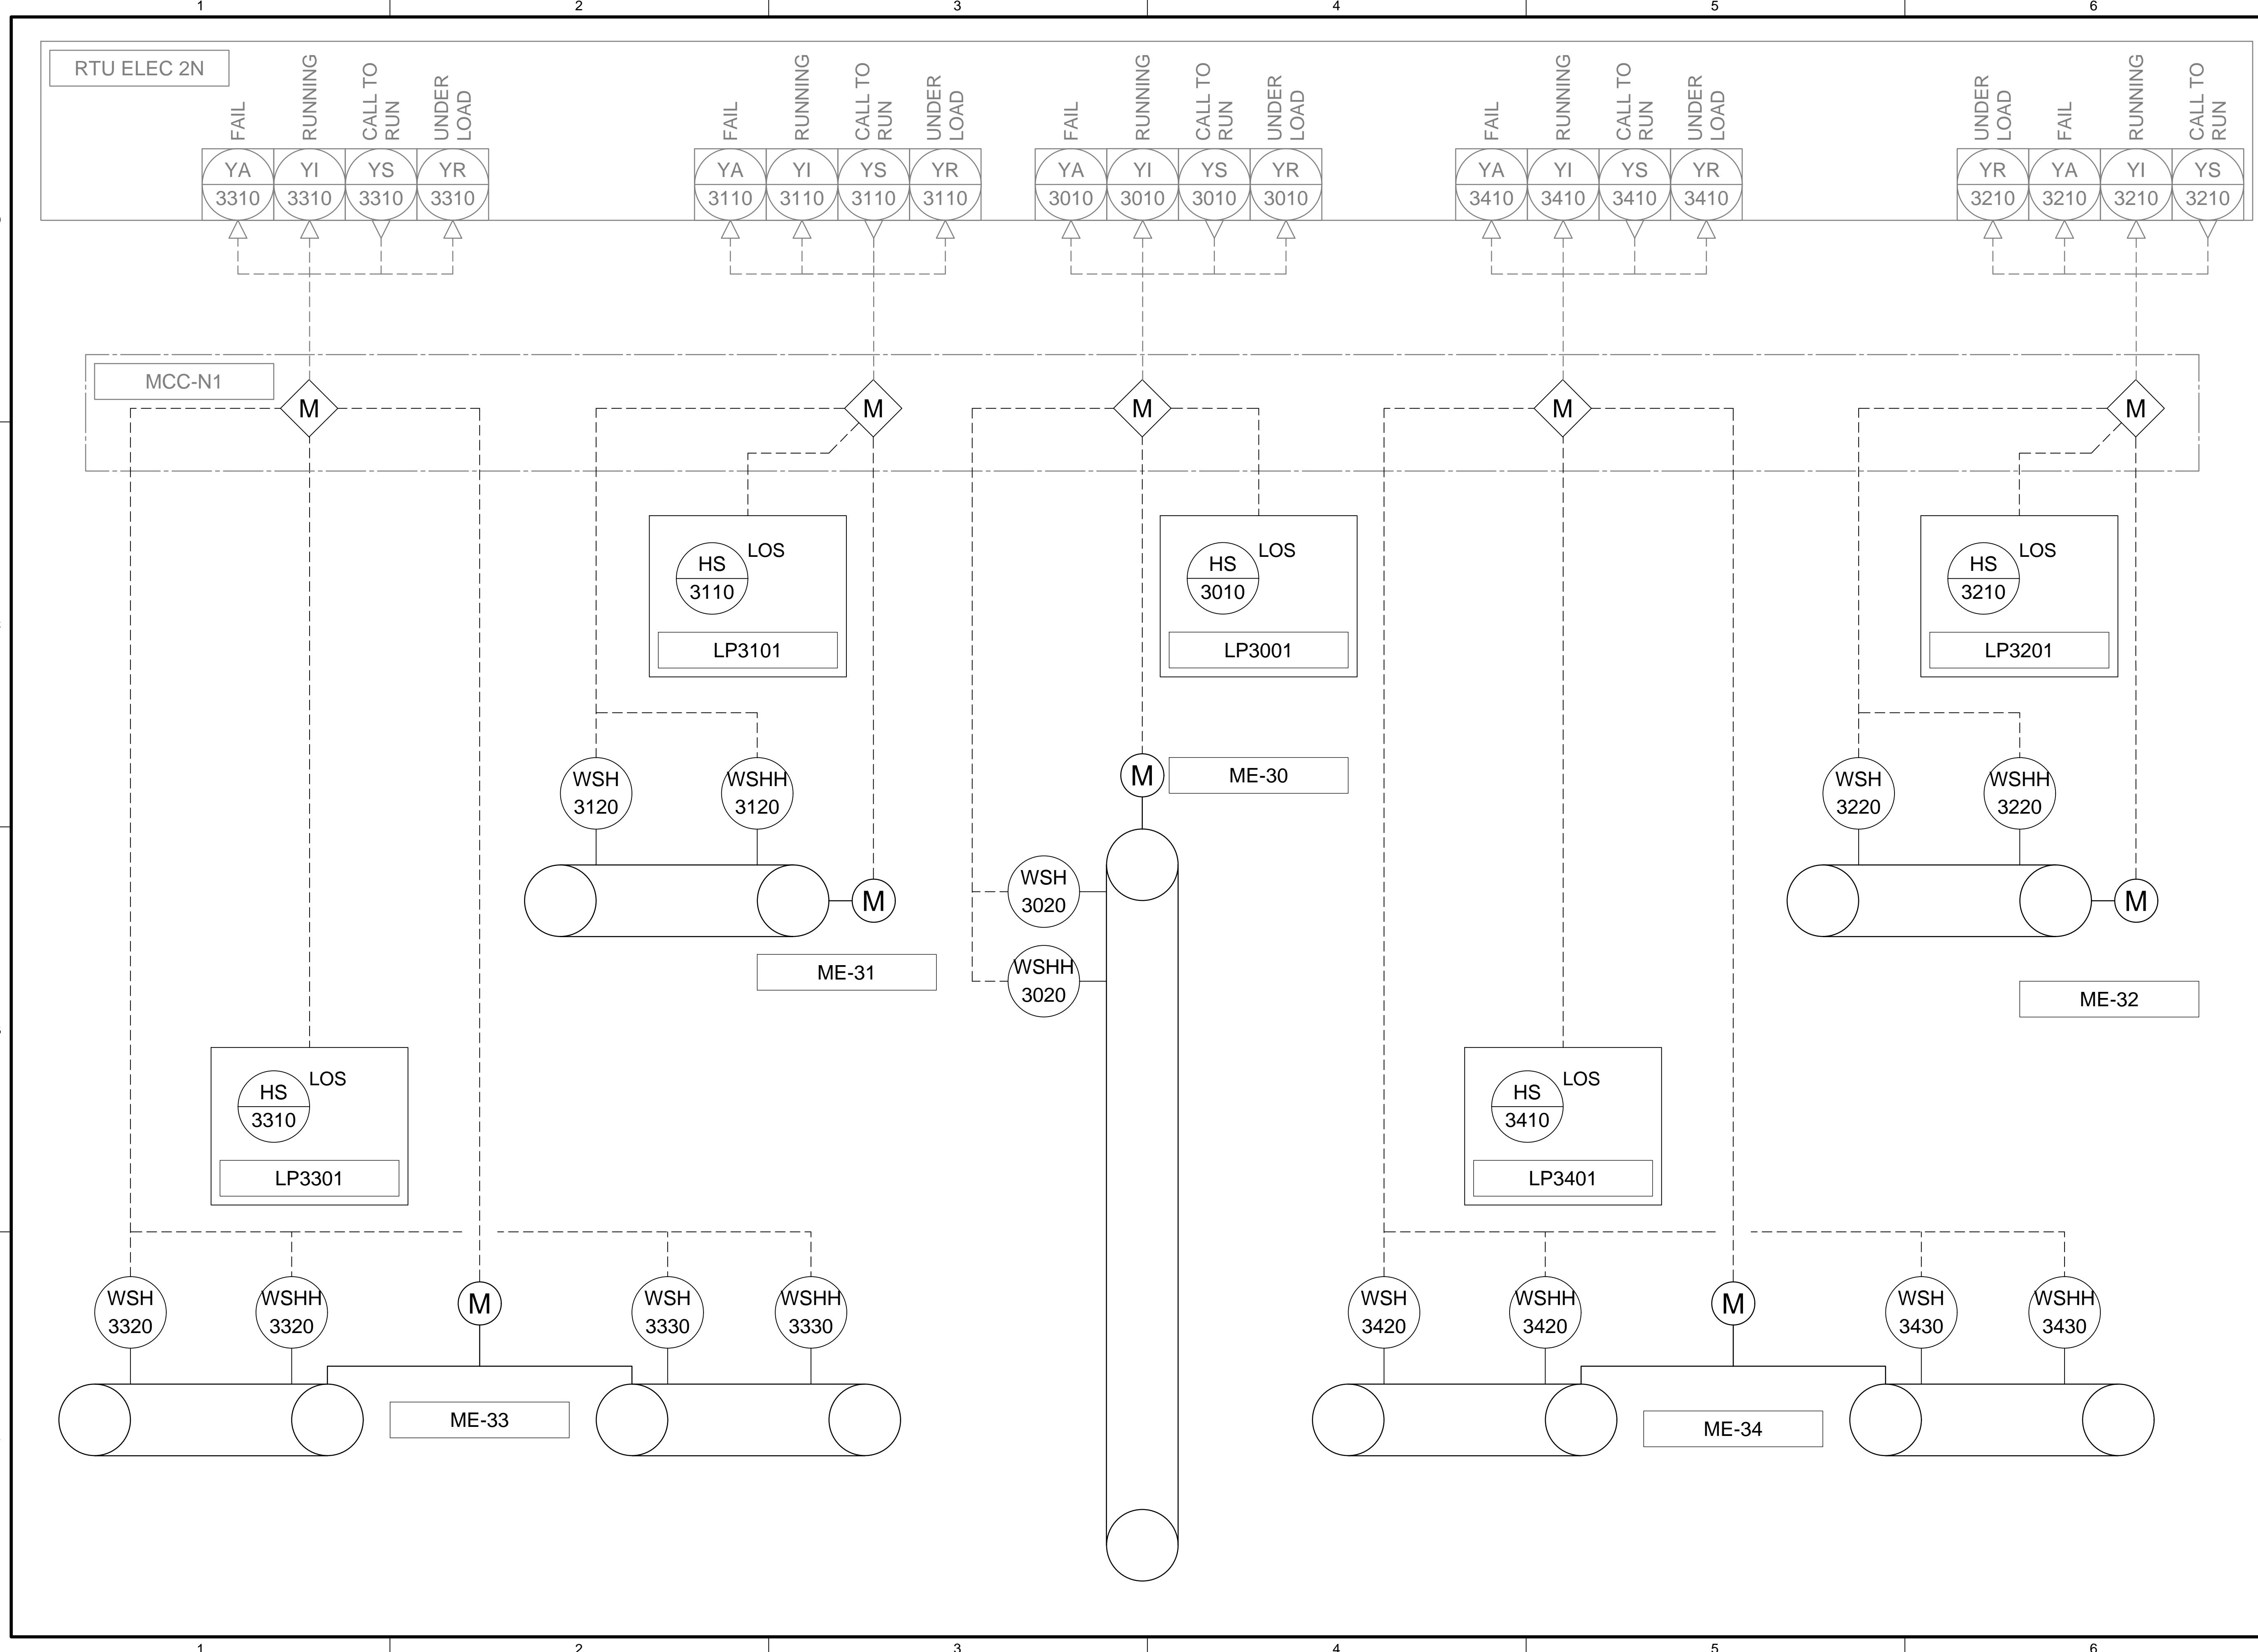 1 2 3 4 5 6
RTU ELEC 2N
FAIL RUNNING CALL TO RUN UNDER LOAD
YA YI YS YR
3310 3310 3310 3310
FAIL RUNNING CALL TO RUN UNDER LOAD
YA YI YS YR
3110 3110 3110 3110
FAIL RUNNING CALL TO RUN UNDER LOAD
YA YI YS YR
3010 3010 3010 3010
FAIL RUNNING CALL TO RUN UNDER LOAD
YA YI YS YR
3410 3410 3410 3410
UNDER LOAD FAIL RUNNING CALL TO RUN
YR YA YI YS
3210 3210 3210 3210
MCC-N1
M M M M M
HS
3110
LOS
LP3101
HS
3010
LOS
LP3001
HS
3210
LOS
LP3201
WSH
3120
WSHH
3120
M
ME-31
M
ME-30
WSH
3020
WSHH
3020
WSH
3220
WSHH
3220
M
ME-32
HS
3310
LOS
LP3301
HS
3410
LOS
LP3401
WSH
3320
WSHH
3320
M
WSH
3330
WSHH
3330
ME-33
WSH
3420
WSHH
3420
M
WSH
3430
WSHH
3430
ME-34
1 2 3 4 5 6